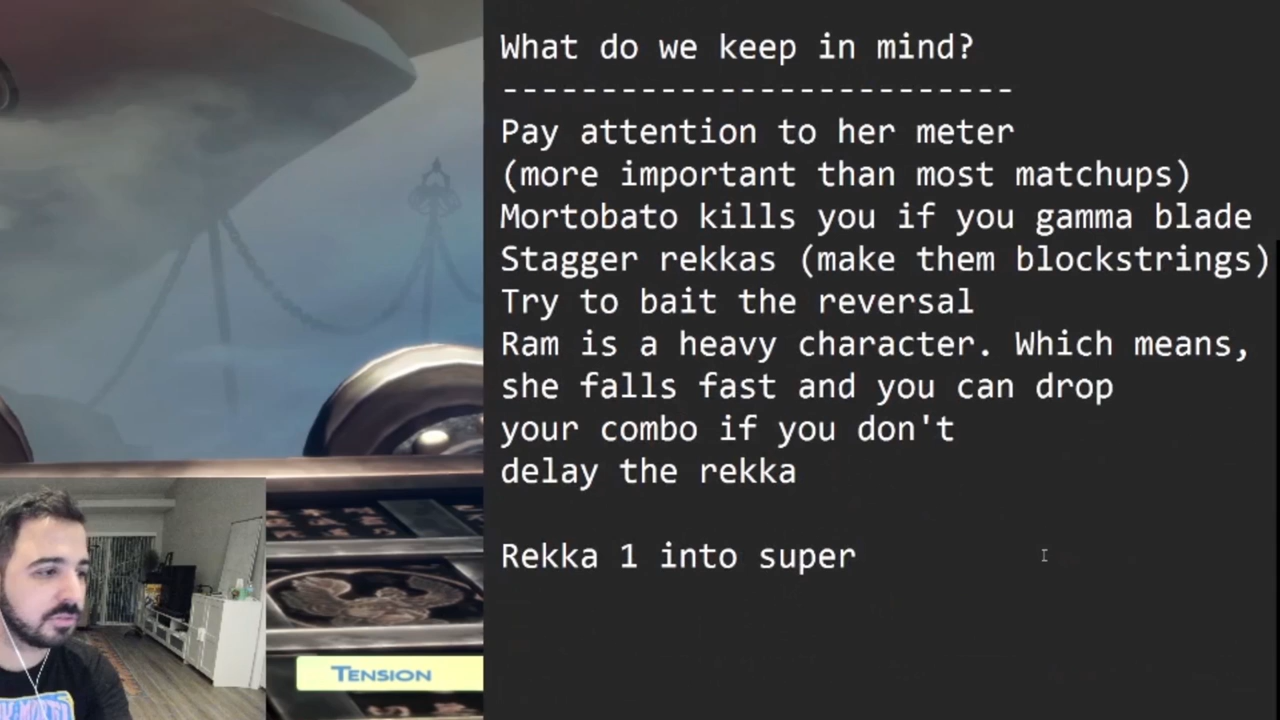 What do we keep in mind?
--------------------------
Pay attention to her meter
(more important than most matchups)
Mortobato kills you if you gamma blade
Stagger rekkas (make them blockstrings)
Try to bait the reversal
Ram is a heavy character. Which means,
she falls fast and you can drop
your combo if you don't
delay the rekka
Rekka 1 into super
TENSION